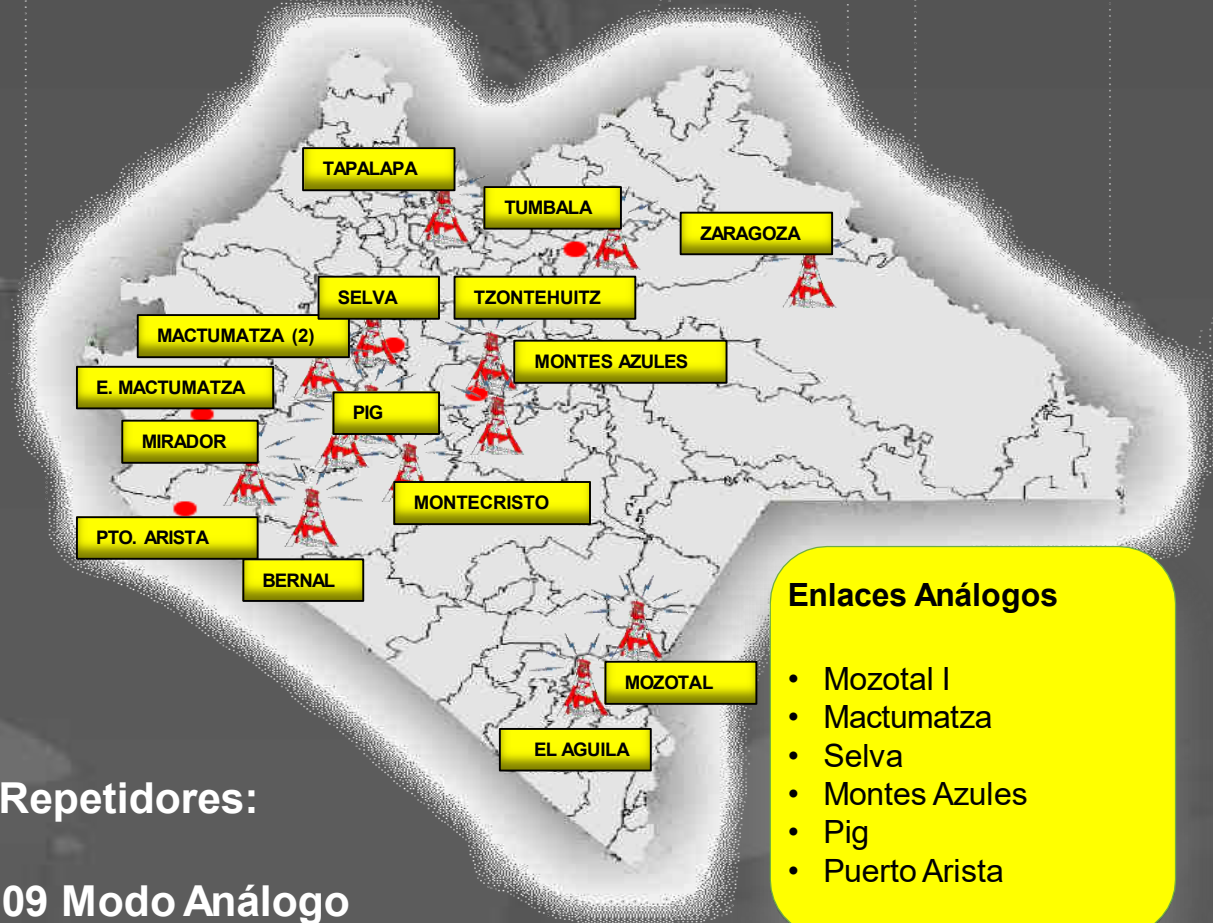 TAPALAPA
TUMBALA
ZARAGOZA
SELVA
TZONTEHUITZ
MACTUMATZA (2)
MONTES AZULES
E. MACTUMATZA
PIG
MIRADOR
MONTECRISTO
PTO. ARISTA
BERNAL
MOZOTAL
EL AGUILA
Enlaces Análogos
• Mozotal I
• Mactumatza
• Selva
• Montes Azules
• Pig
• Puerto Arista
Repetidores:
09 Modo Análogo